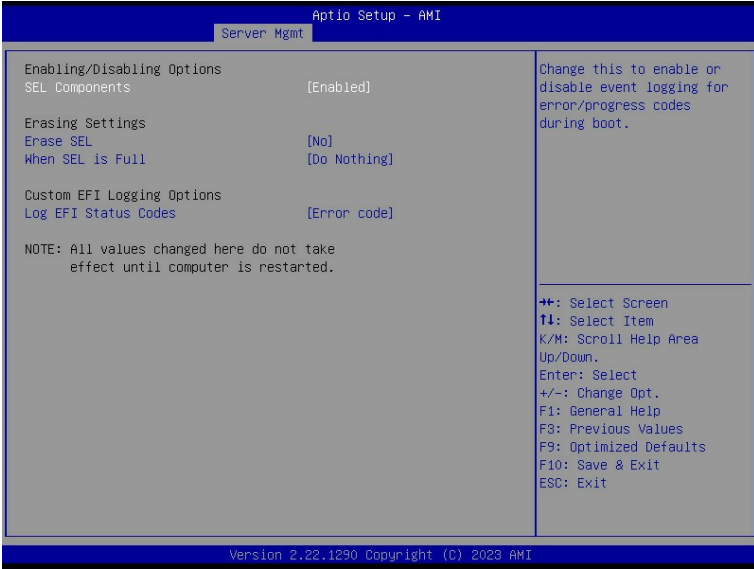 Aptio Setup – AMI
Server Mgmt
Enabling/Disabling Options
SEL Components [Enabled]
Erasing Settings
Erase SEL [No]
When SEL is Full [Do Nothing]
Custom EFI Logging Options
Log EFI Status Codes [Error code]
NOTE: All values changed here do not take
effect until computer is restarted.
Change this to enable or
disable event logging for
error/progress codes
during boot.
→←: Select Screen
↑↓: Select Item
K/M: Scroll Help Area
Up/Down.
Enter: Select
+/-: Change Opt.
F1: General Help
F3: Previous Values
F9: Optimized Defaults
F10: Save & Exit
ESC: Exit
Version 2.22.1290 Copyright (C) 2023 AMI